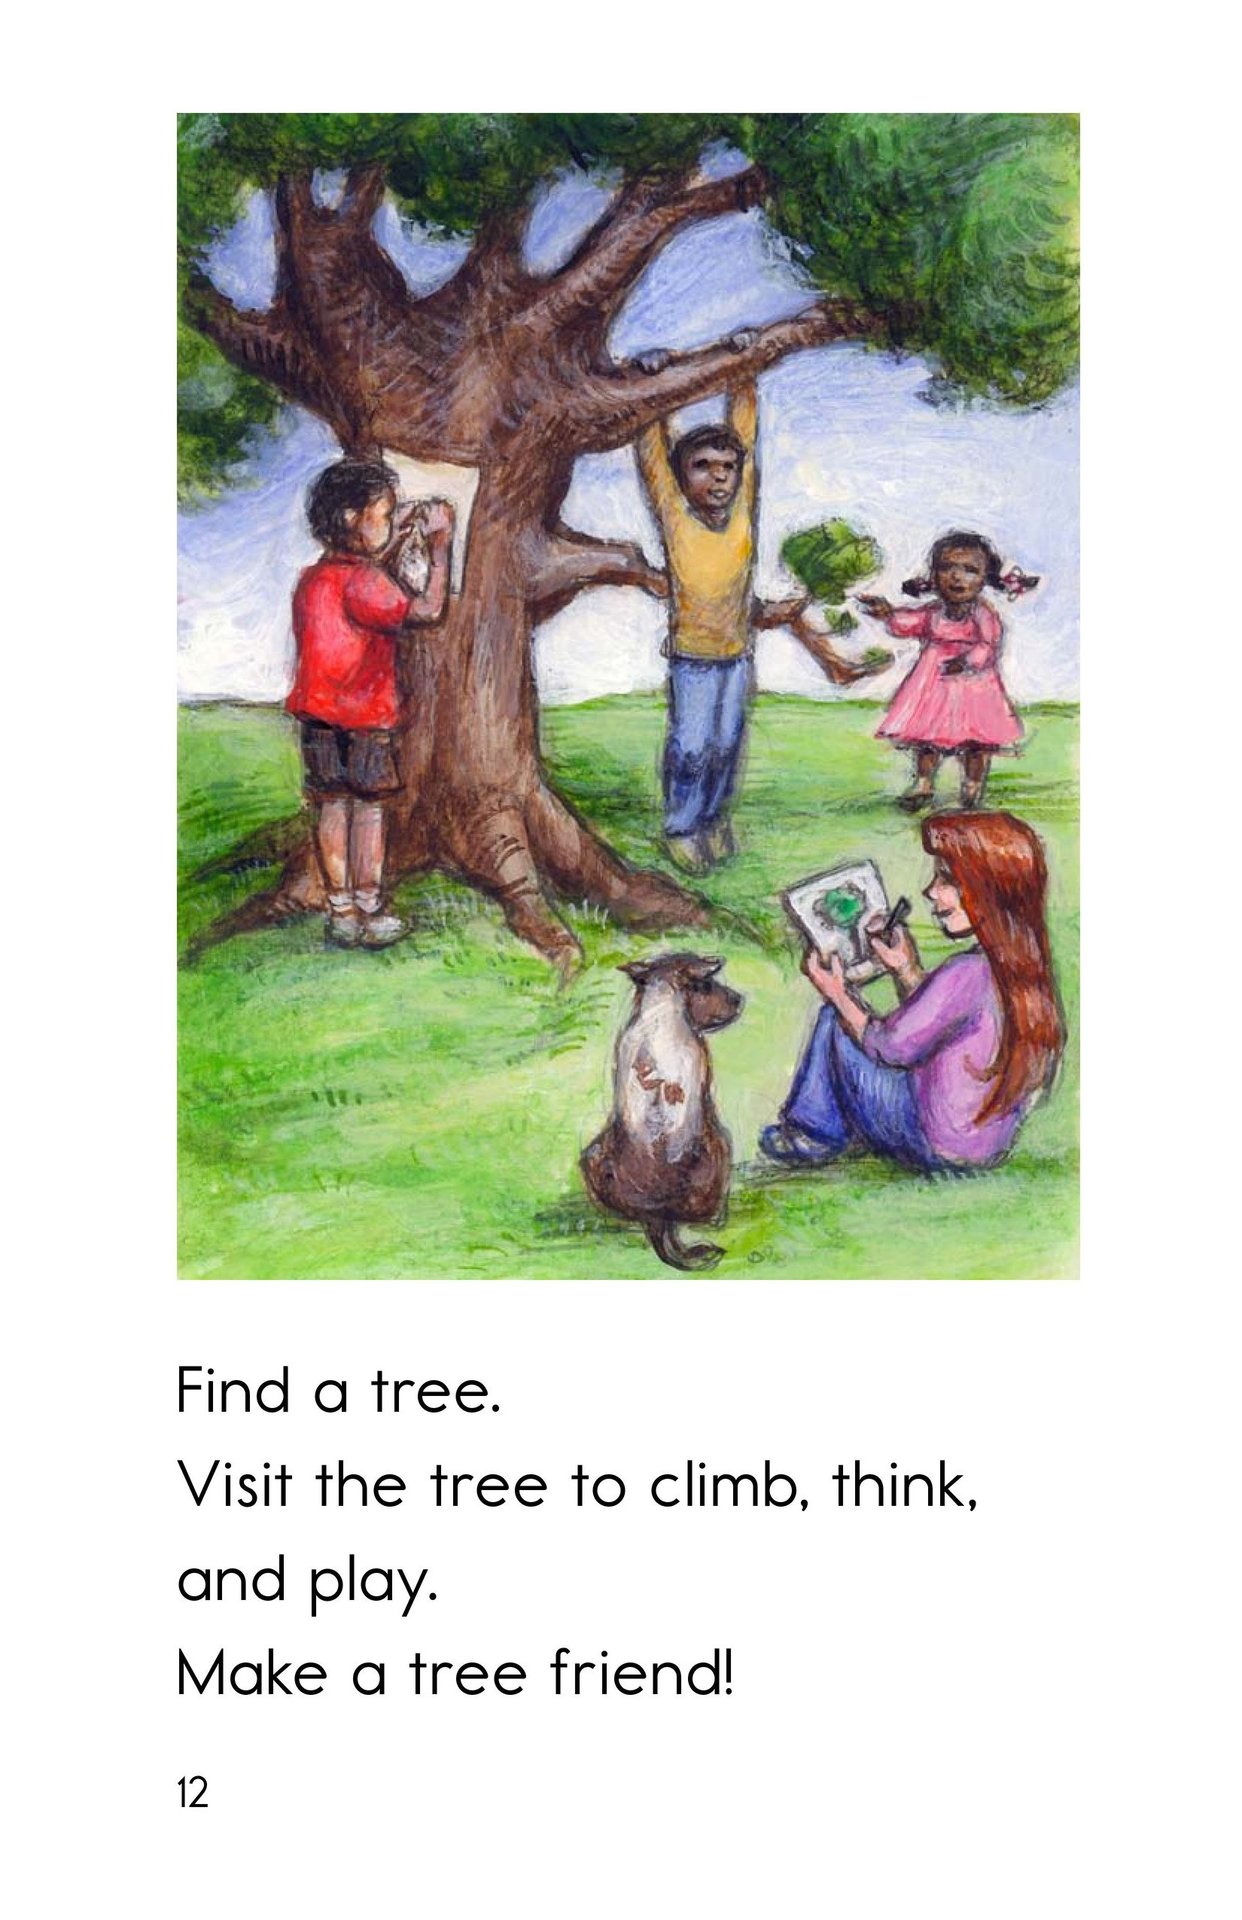 Find a tree.
Visit the tree to climb, think,
and play.
Make a tree friend!
12